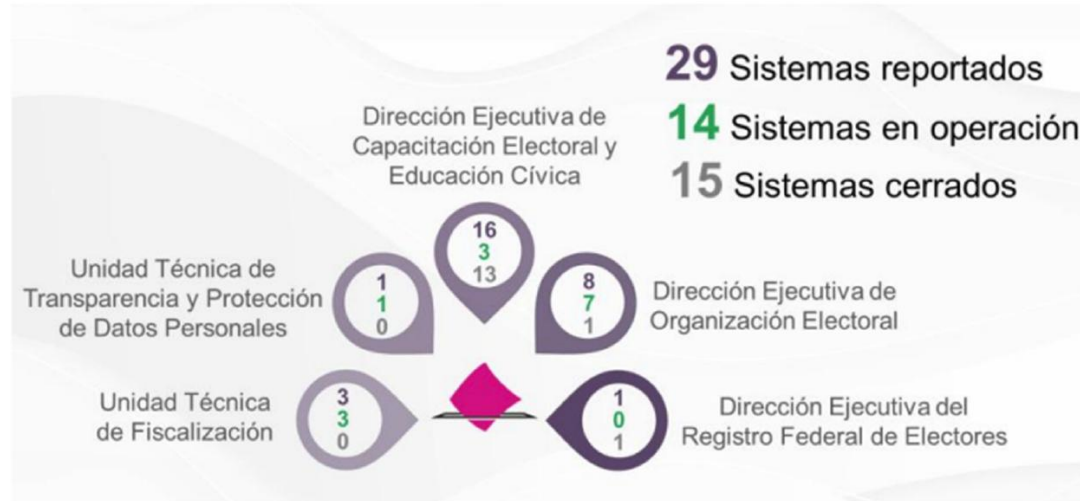 29 Sistemas reportados
14 Sistemas en operación
15 Sistemas cerrados
Dirección Ejecutiva de
Capacitación Electoral y
Educación Cívica
16
3
13
Unidad Técnica de
Transparencia y Protección
de Datos Personales
1
1
0
8
7
1
Dirección Ejecutiva de
Organización Electoral
Unidad Técnica
de Fiscalización
3
3
0
1
0
1
Dirección Ejecutiva del
Registro Federal de Electores